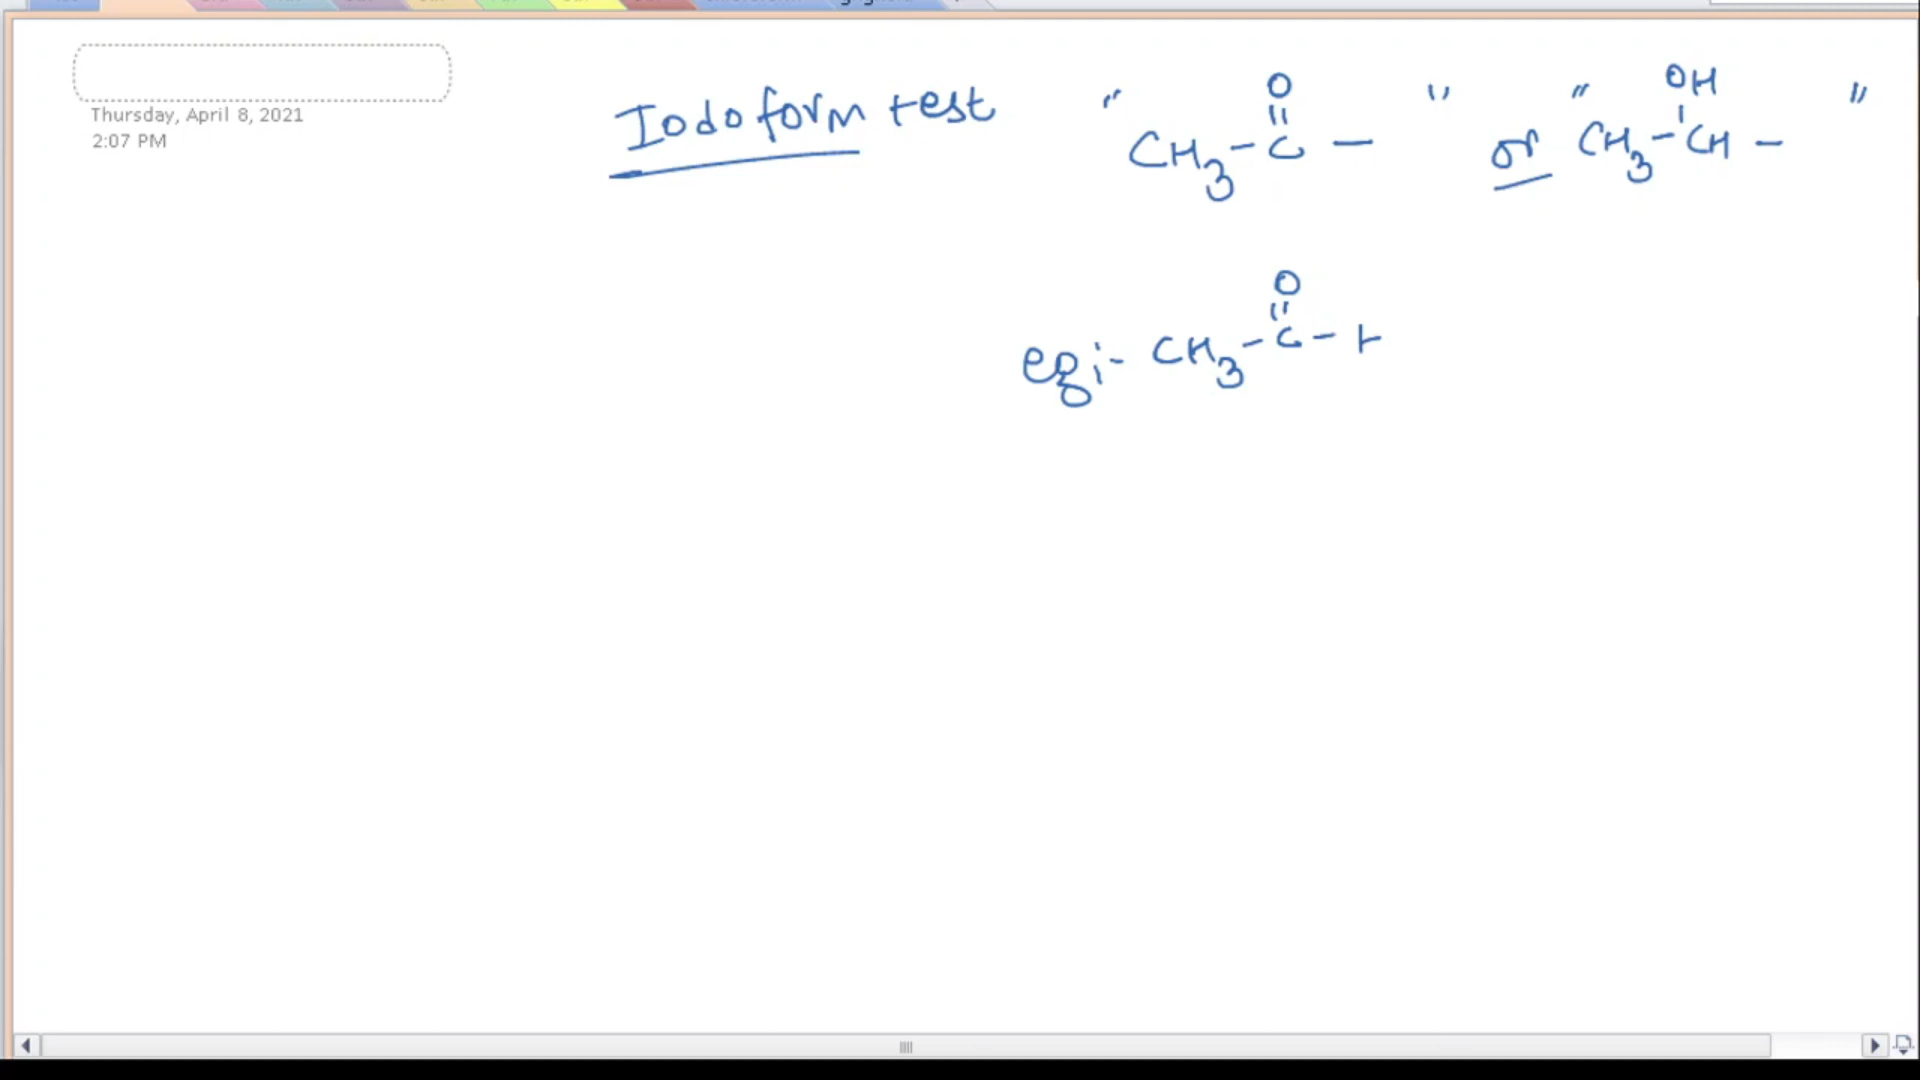 O OH
Iodoform test " CH3-C- " or " CH3-CH- "
Thursday, April 8, 2021
2:07 PM
O
eg:- CH3-C-